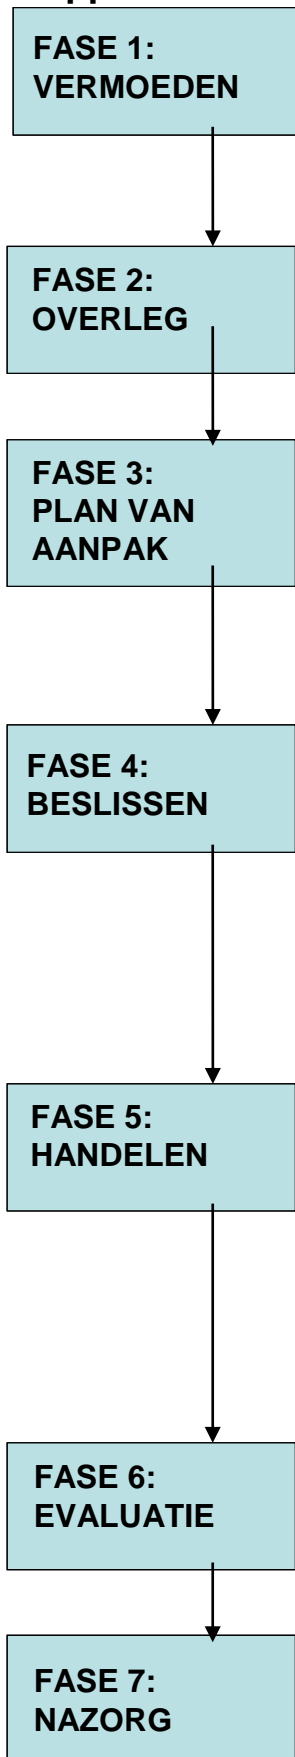 FASE 1:
VERMOEDEN
FASE 2:
OVERLEG
FASE 3:
PLAN VAN
AANPAK
FASE 4:
BESLISSEN
FASE 5:
HANDELEN
FASE 6:
EVALUATIE
FASE 7:
NAZORG